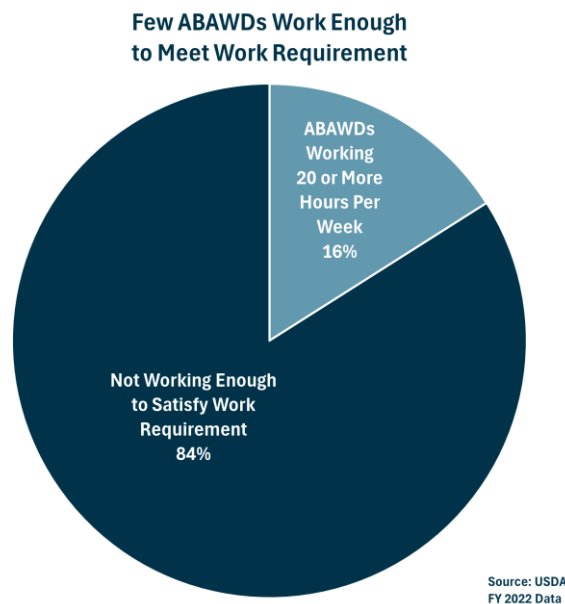 Few ABAWDs Work Enough
to Meet Work Requirement
ABAWDs
Working
20 or More
Hours Per
Week
16%
Not Working Enough
to Satisfy Work
Requirement
84%
Source: USDA
FY 2022 Data